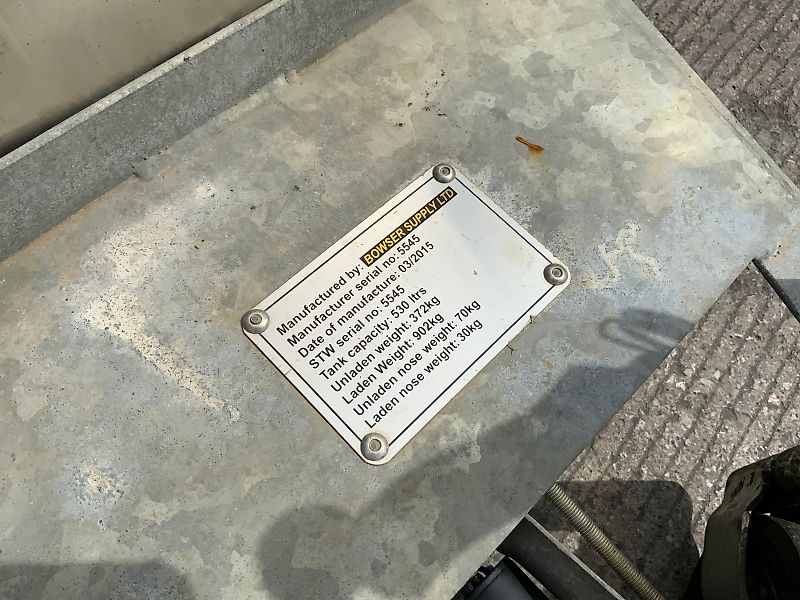 Manufactured by: BOWSER SUPPLY LTD
Manufacturer serial no: 5545
Date of manufacture: 03/2015
STW serial no: 5545
Tank capacity: 530 ltrs
Unladen weight: 372kg
Laden Weight: 902kg
Unladen nose weight: 70kg
Laden nose weight: 30kg